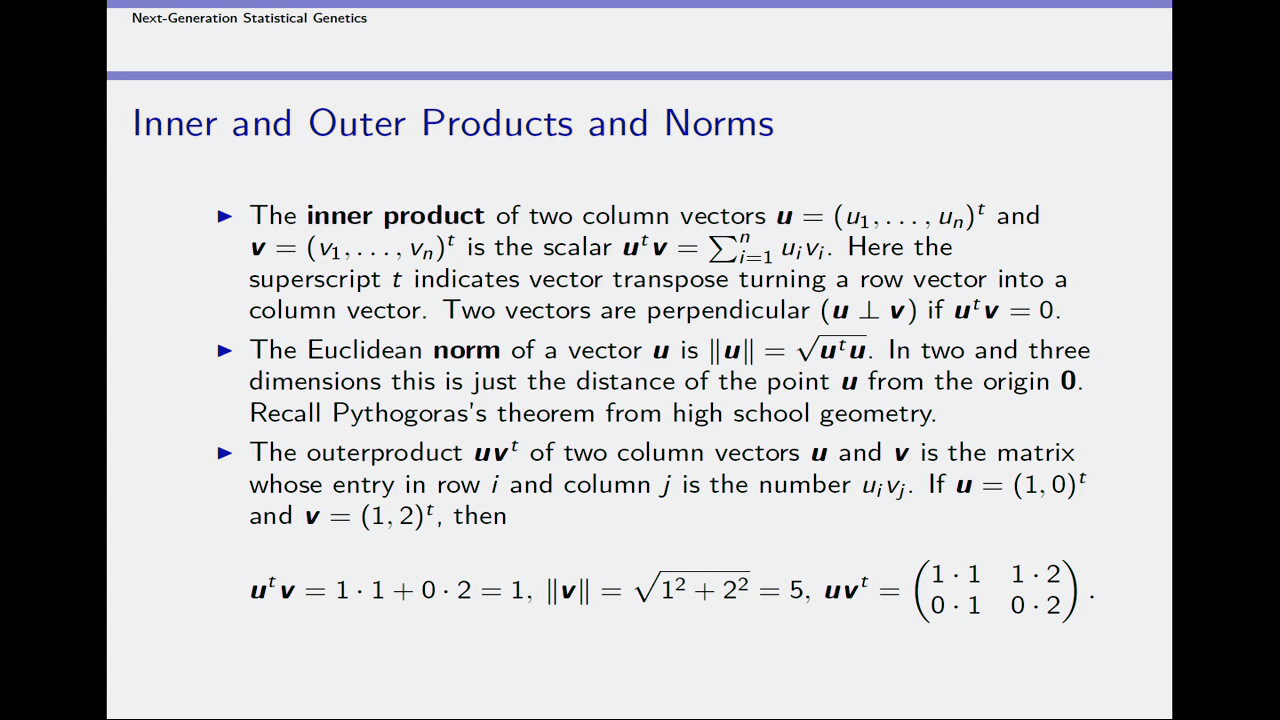 Next-Generation Statistical Genetics
Inner and Outer Products and Norms
▶ The inner product of two column vectors u = (u₁, . . . , uₙ)ᵗ and
v = (v₁, . . . , vₙ)ᵗ is the scalar uᵗv = ∑ⁿᵢ₌₁ uᵢvᵢ. Here the
superscript t indicates vector transpose turning a row vector into a
column vector. Two vectors are perpendicular (u ⊥ v) if uᵗv = 0.
▶ The Euclidean norm of a vector u is ‖u‖ = √(uᵗu). In two and three
dimensions this is just the distance of the point u from the origin 0.
Recall Pythogoras's theorem from high school geometry.
▶ The outerproduct uvᵗ of two column vectors u and v is the matrix
whose entry in row i and column j is the number uᵢvⱼ. If u = (1, 0)ᵗ
and v = (1, 2)ᵗ, then
uᵗv = 1 · 1 + 0 · 2 = 1, ‖v‖ = √(1² + 2²) = 5, uvᵗ = (1 · 1 1 · 2
0 · 1 0 · 2).